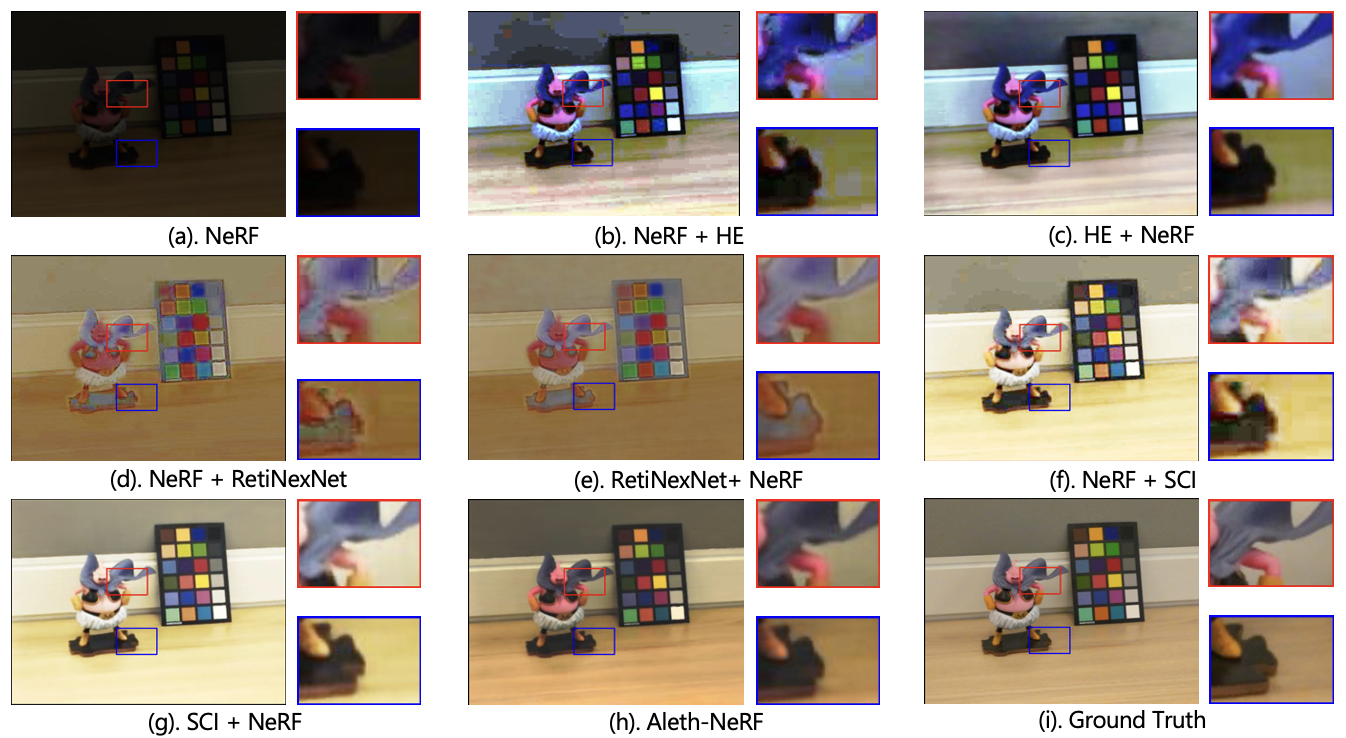 (a). NeRF
(b). NeRF + HE
(c). HE + NeRF
(d). NeRF + RetiNexNet
(e). RetiNexNet+ NeRF
(f). NeRF + SCI
(g). SCI + NeRF
(h). Aleth-NeRF
(i). Ground Truth